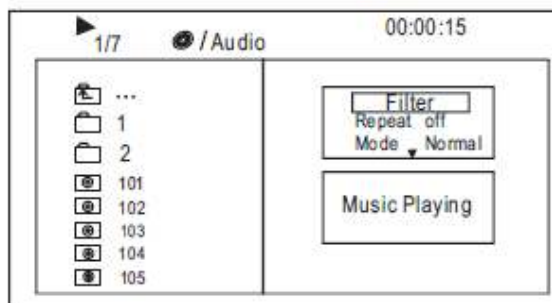 1/7 / Audio 00:00:15
...
1
2
101
102
103
104
105
Filter
Repeat off
Mode Normal
Music Playing